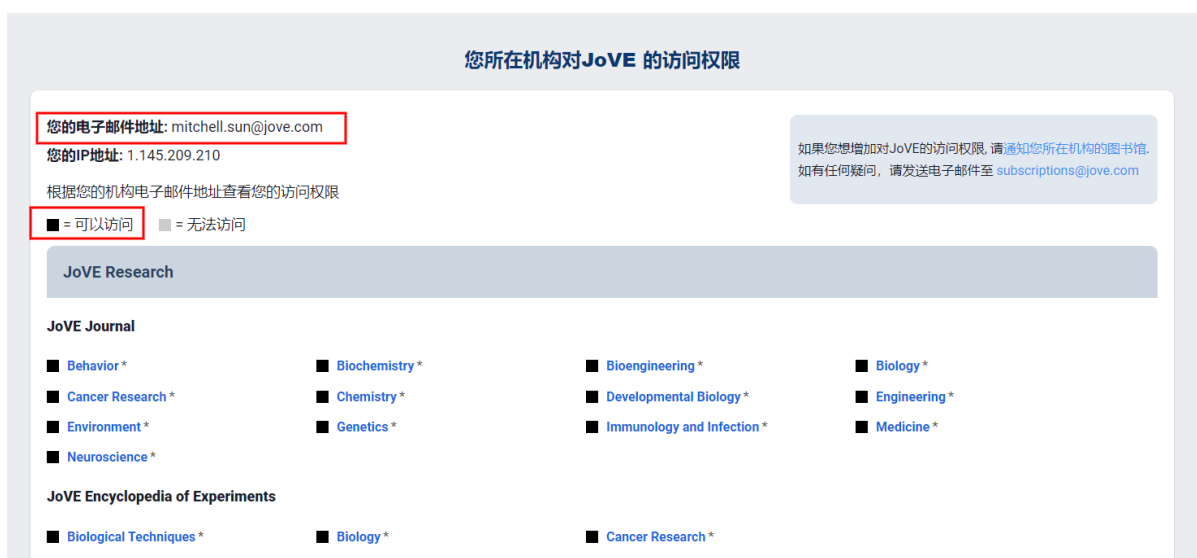 您所在机构对JoVE 的访问权限
您的电子邮件地址: mitchell.sun@jove.com
您的IP地址: 1.145.209.210
根据您的机构电子邮件地址查看您的访问权限
= 可以访问 = 无法访问
如果您想增加对JoVE的访问权限, 请通知您所在机构的图书馆.
如有任何疑问，请发送电子邮件至 subscriptions@jove.com
JoVE Research
JoVE Journal
Behavior * Biochemistry * Bioengineering * Biology *
Cancer Research * Chemistry * Developmental Biology * Engineering *
Environment * Genetics * Immunology and Infection * Medicine *
Neuroscience *
JoVE Encyclopedia of Experiments
Biological Techniques * Biology * Cancer Research *